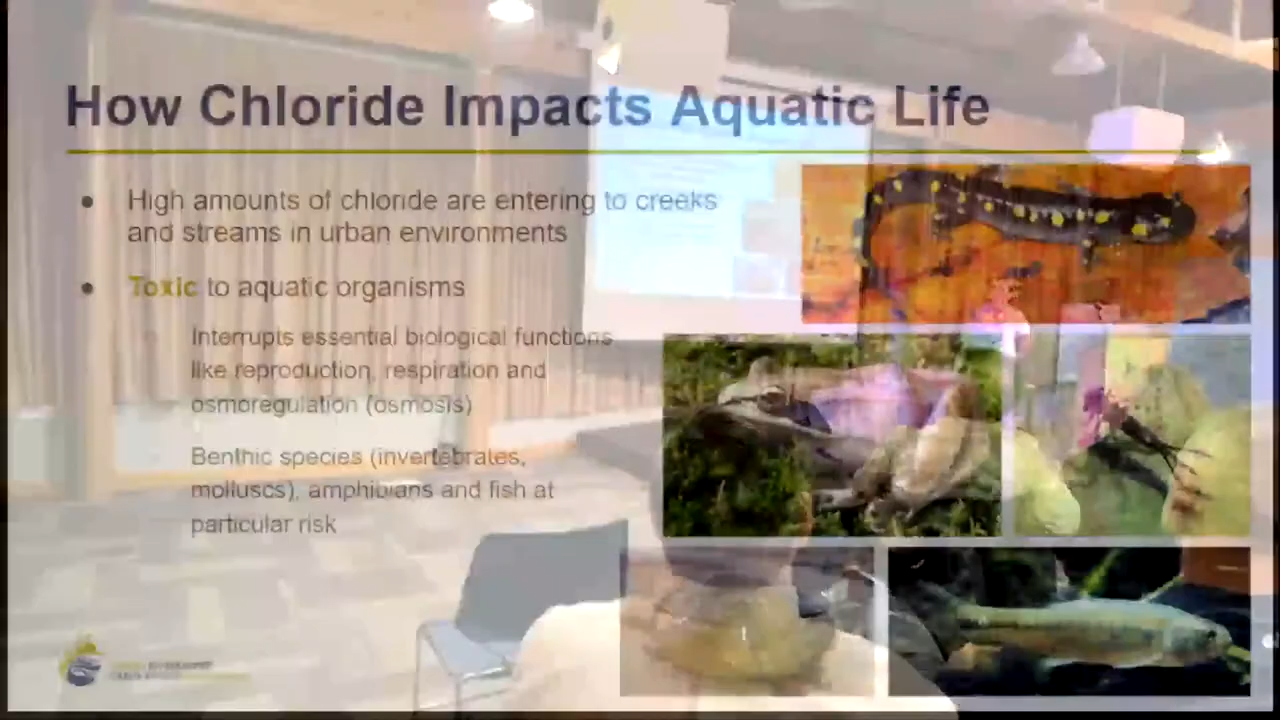 How Chloride Impacts Aquatic Life
• High amounts of chloride are entering to creeks
and streams in urban environments
• Toxic to aquatic organisms
Interrupts essential biological functions
like reproduction, respiration and
osmoregulation (osmosis)
Benthic species (invertebrates,
molluscs), amphibians and fish at
particular risk